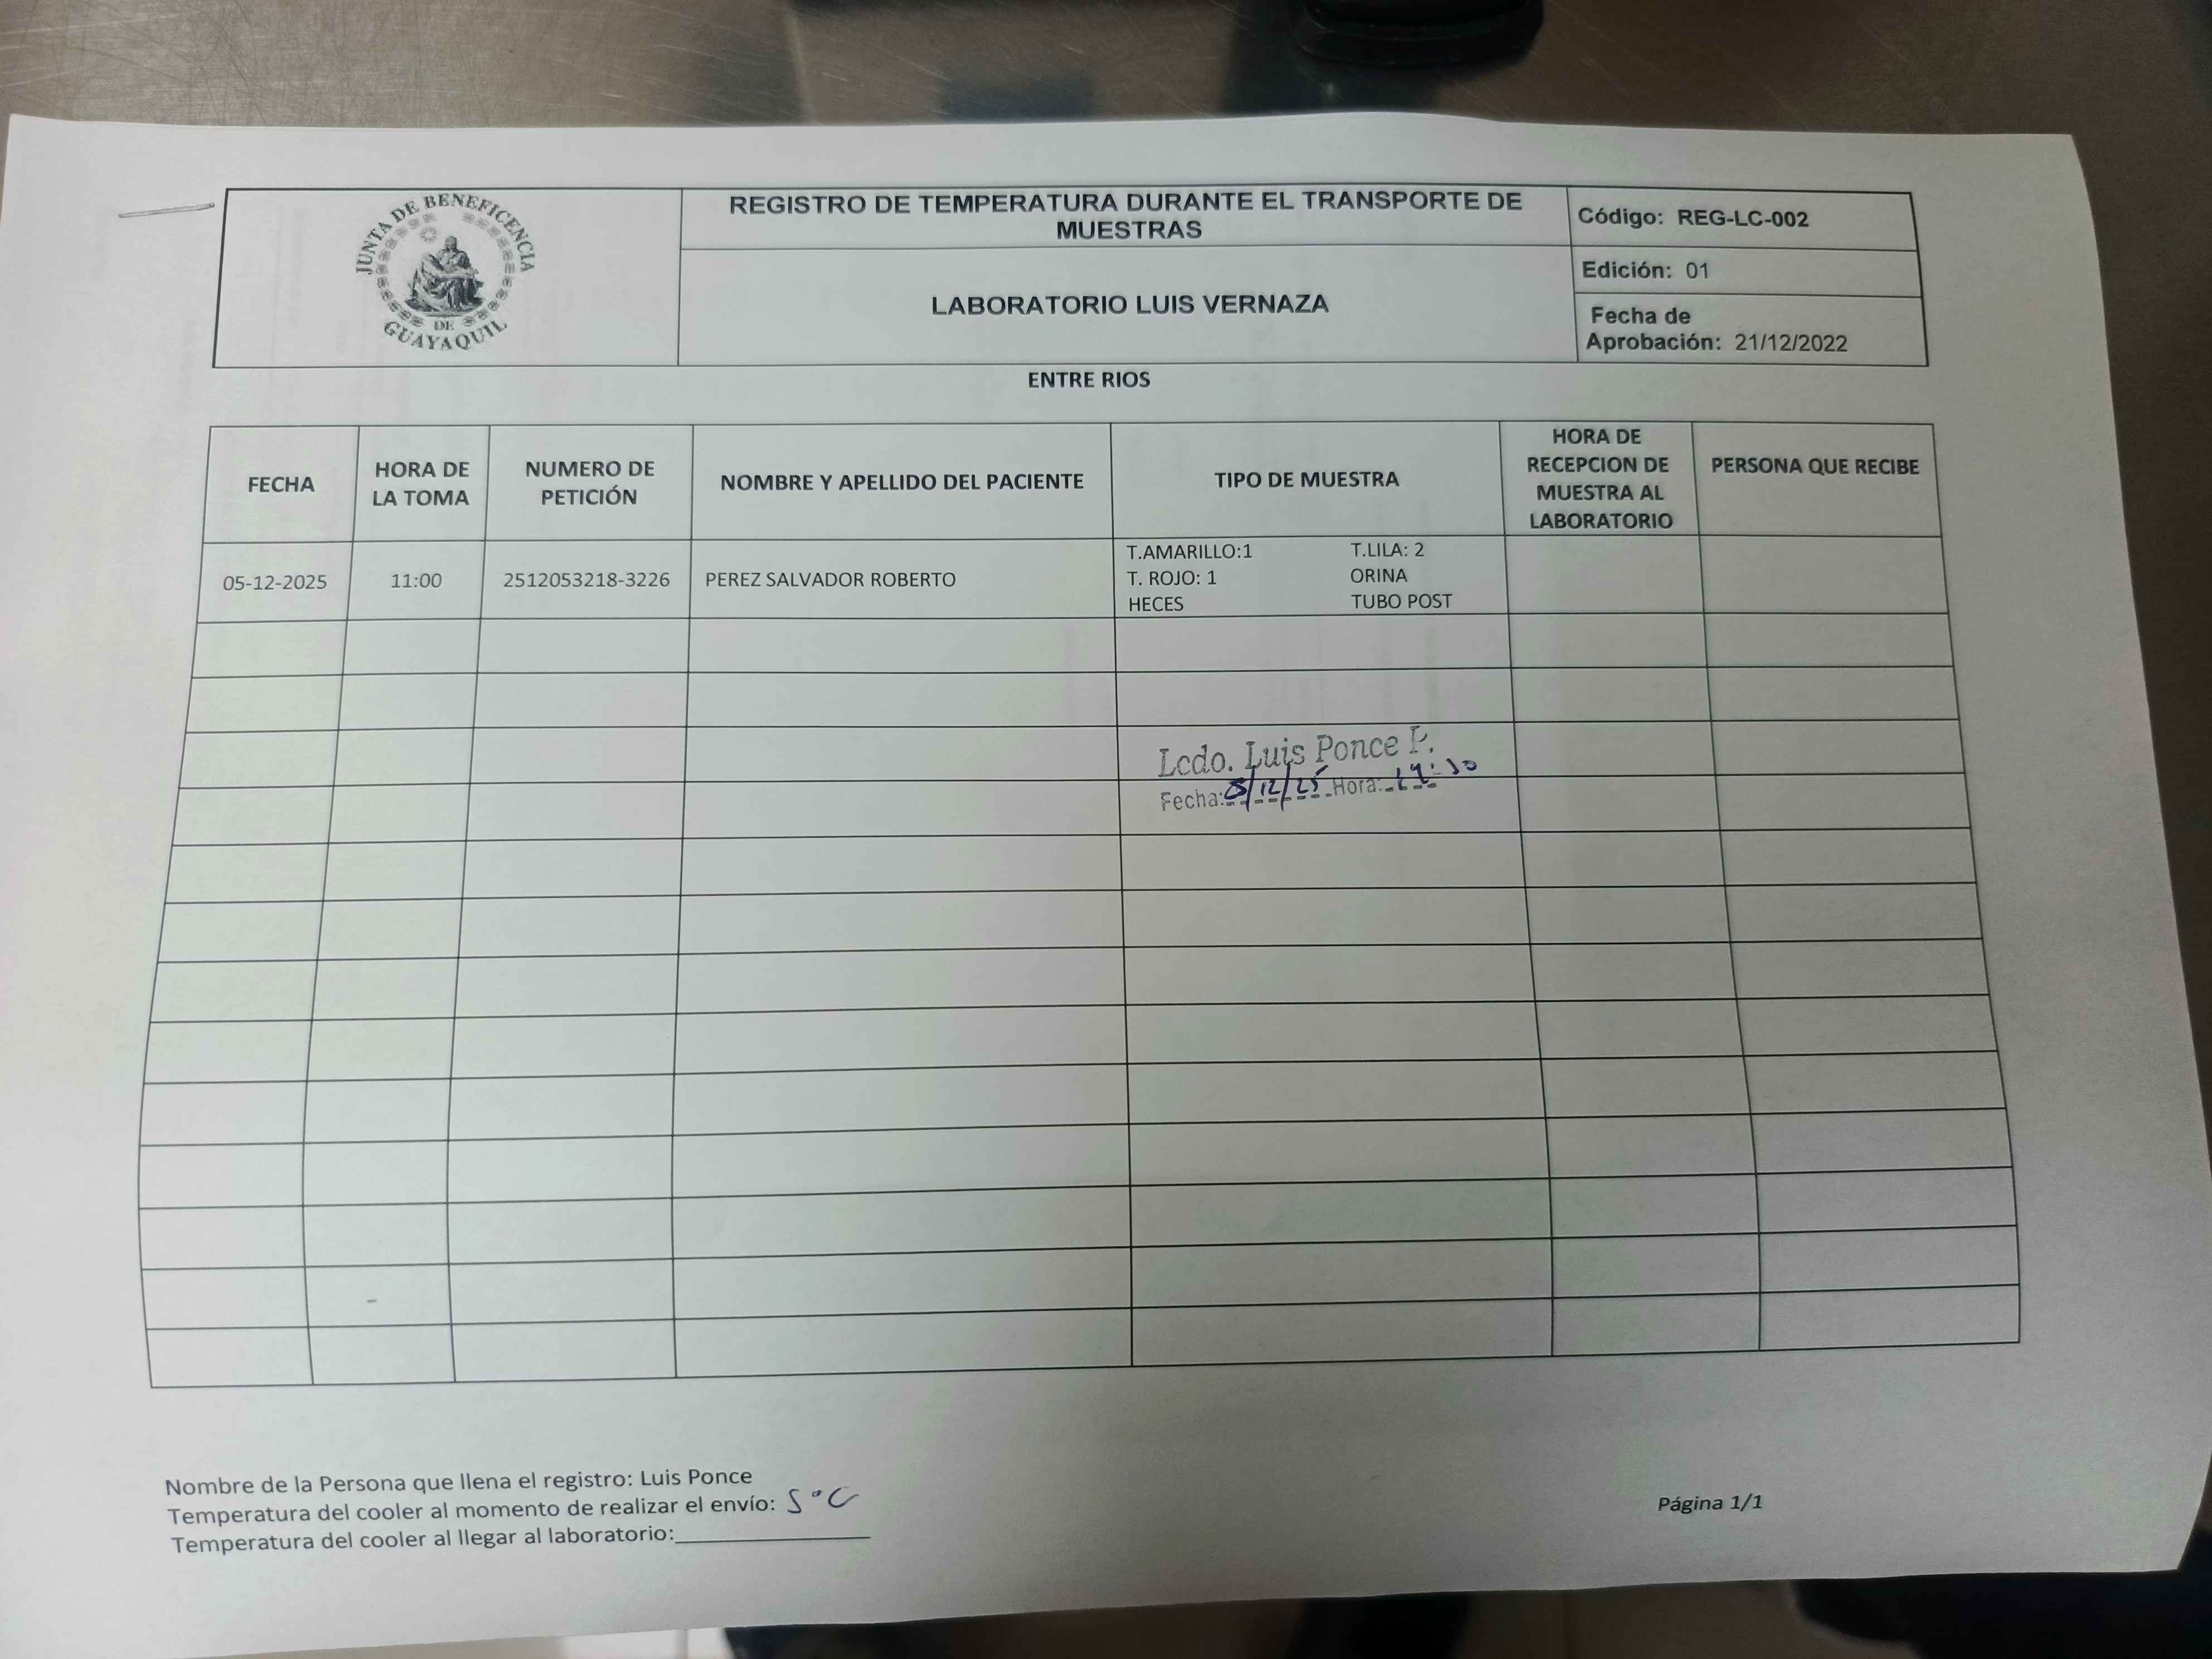 JUNTA DE BENEFICENCIA
DE
GUAYAQUIL
REGISTRO DE TEMPERATURA DURANTE EL TRANSPORTE DE
MUESTRAS
LABORATORIO LUIS VERNAZA
Código: REG-LC-002
Edición: 01
Fecha de
Aprobación: 21/12/2022
ENTRE RIOS
FECHA
HORA DE
LA TOMA
NUMERO DE
PETICIÓN
NOMBRE Y APELLIDO DEL PACIENTE
TIPO DE MUESTRA
HORA DE
RECEPCION DE
MUESTRA AL
LABORATORIO
PERSONA QUE RECIBE
05-12-2025
11:00
2512053218-3226
PEREZ SALVADOR ROBERTO
T.AMARILLO:1 T.LILA: 2
T. ROJO: 1 ORINA
HECES TUBO POST
Lcdo. Luis Ponce P.
Fecha: 5/12/25 Hora:
Nombre de la Persona que llena el registro: Luis Ponce
Temperatura del cooler al momento de realizar el envío: 5°C
Temperatura del cooler al llegar al laboratorio:
Página 1/1